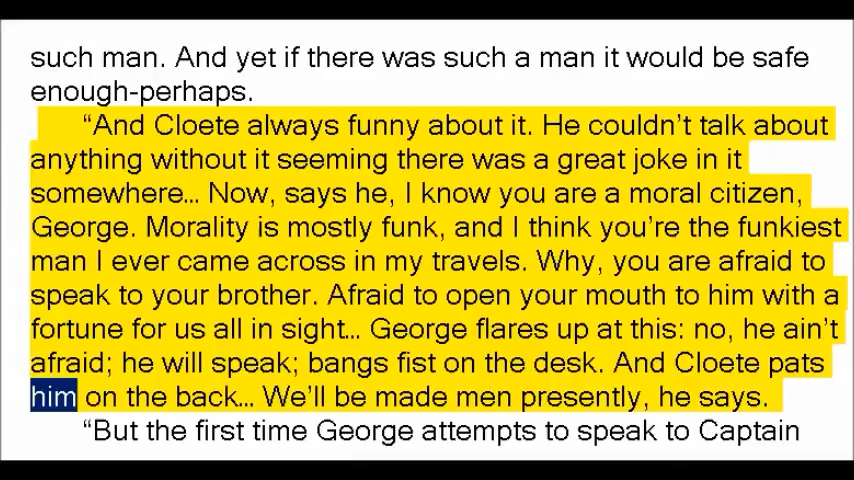 such man. And yet if there was such a man it would be safe
enough-perhaps.
“And Cloete always funny about it. He couldn’t talk about
anything without it seeming there was a great joke in it
somewhere... Now, says he, I know you are a moral citizen,
George. Morality is mostly funk, and I think you’re the funkiest
man I ever came across in my travels. Why, you are afraid to
speak to your brother. Afraid to open your mouth to him with a
fortune for us all in sight... George flares up at this: no, he ain’t
afraid; he will speak; bangs fist on the desk. And Cloete pats
him on the back... We’ll be made men presently, he says.
“But the first time George attempts to speak to Captain